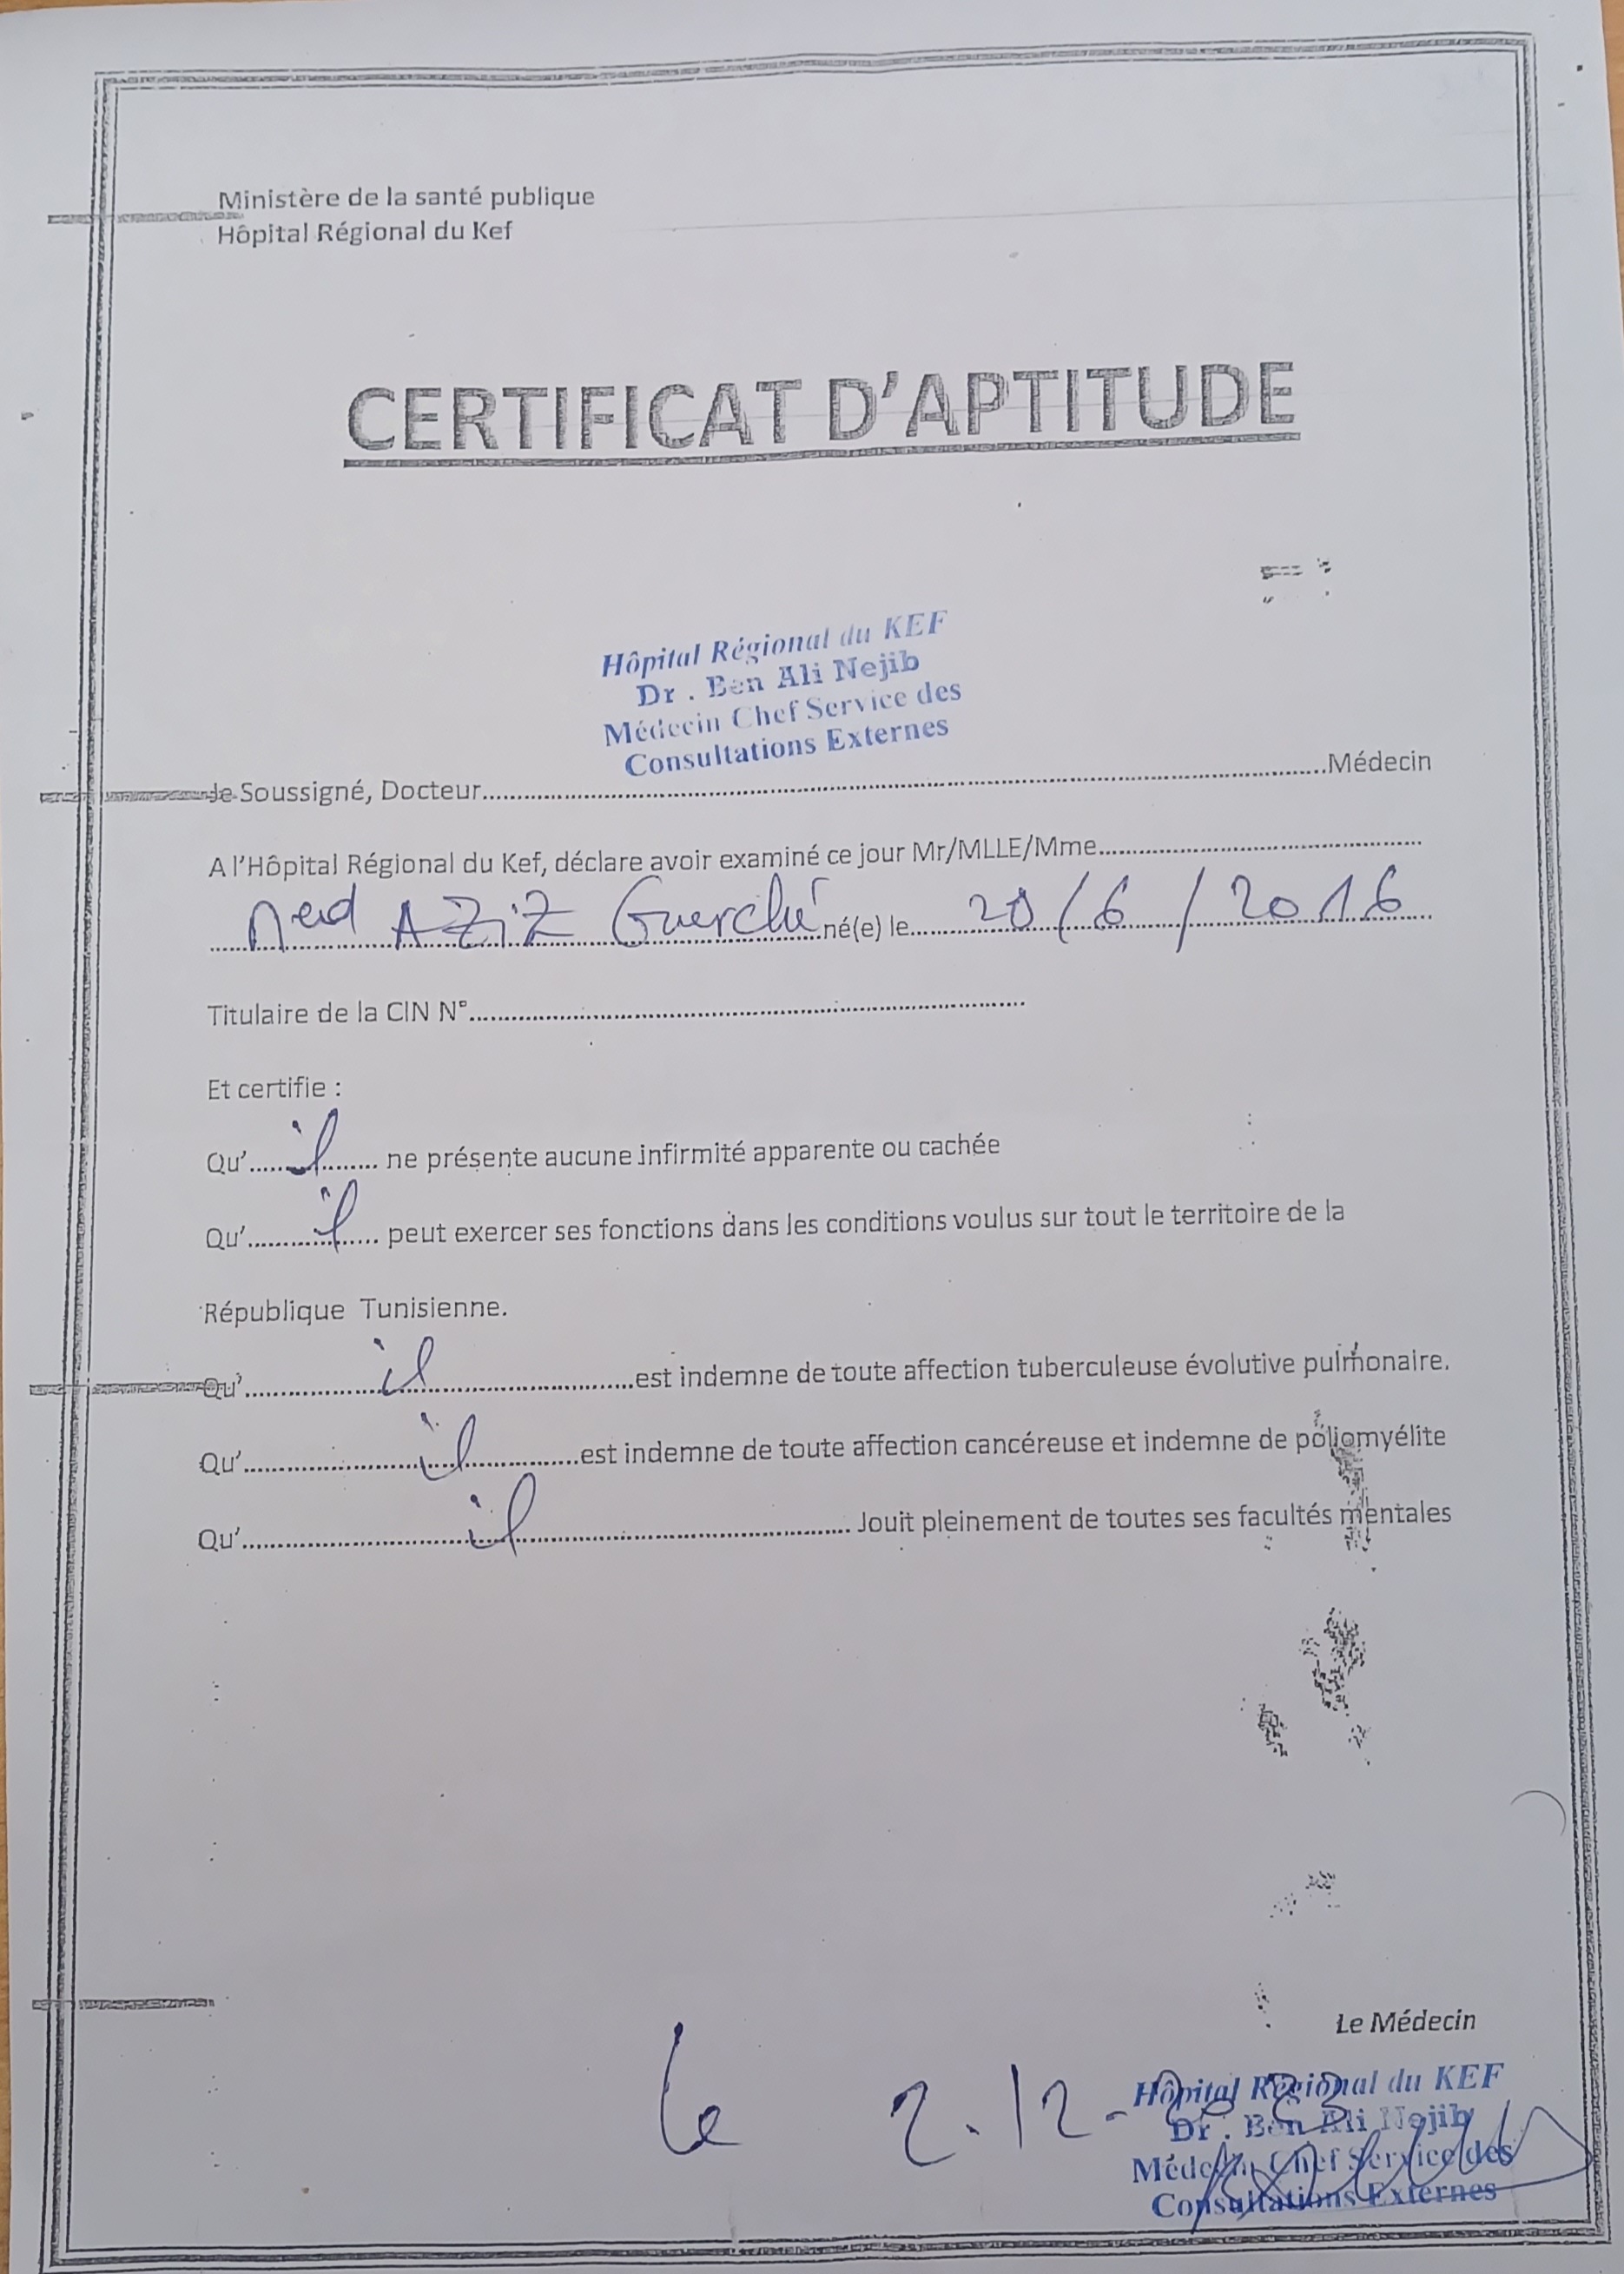 Ministère de la santé publique
Hôpital Régional du Kef
CERTIFICAT D'APTITUDE
Hôpital Régional du KEF
Dr . Ben Ali Nejib
Médecin Chef Service des
Consultations Externes
Je Soussigné, Docteur..........Médecin
A l'Hôpital Régional du Kef, déclare avoir examiné ce jour Mr/MLLE/Mme..........
AZiZ né(e) le 20/6/2016
Titulaire de la CIN N°..........
Et certifie :
Qu' il ne présente aucune infirmité apparente ou cachée
Qu' il peut exercer ses fonctions dans les conditions voulus sur tout le territoire de la
République Tunisienne.
Qu' il est indemne de toute affection tuberculeuse évolutive pulmonaire.
Qu' il est indemne de toute affection cancéreuse et indemne de poliomyélite
Qu' il Jouit pleinement de toutes ses facultés mentales
Le Médecin
le 2.12-
Hôpital Régional du KEF
Dr . Ben Ali Nejib
Médecin Chef Service des
Consultations Externes